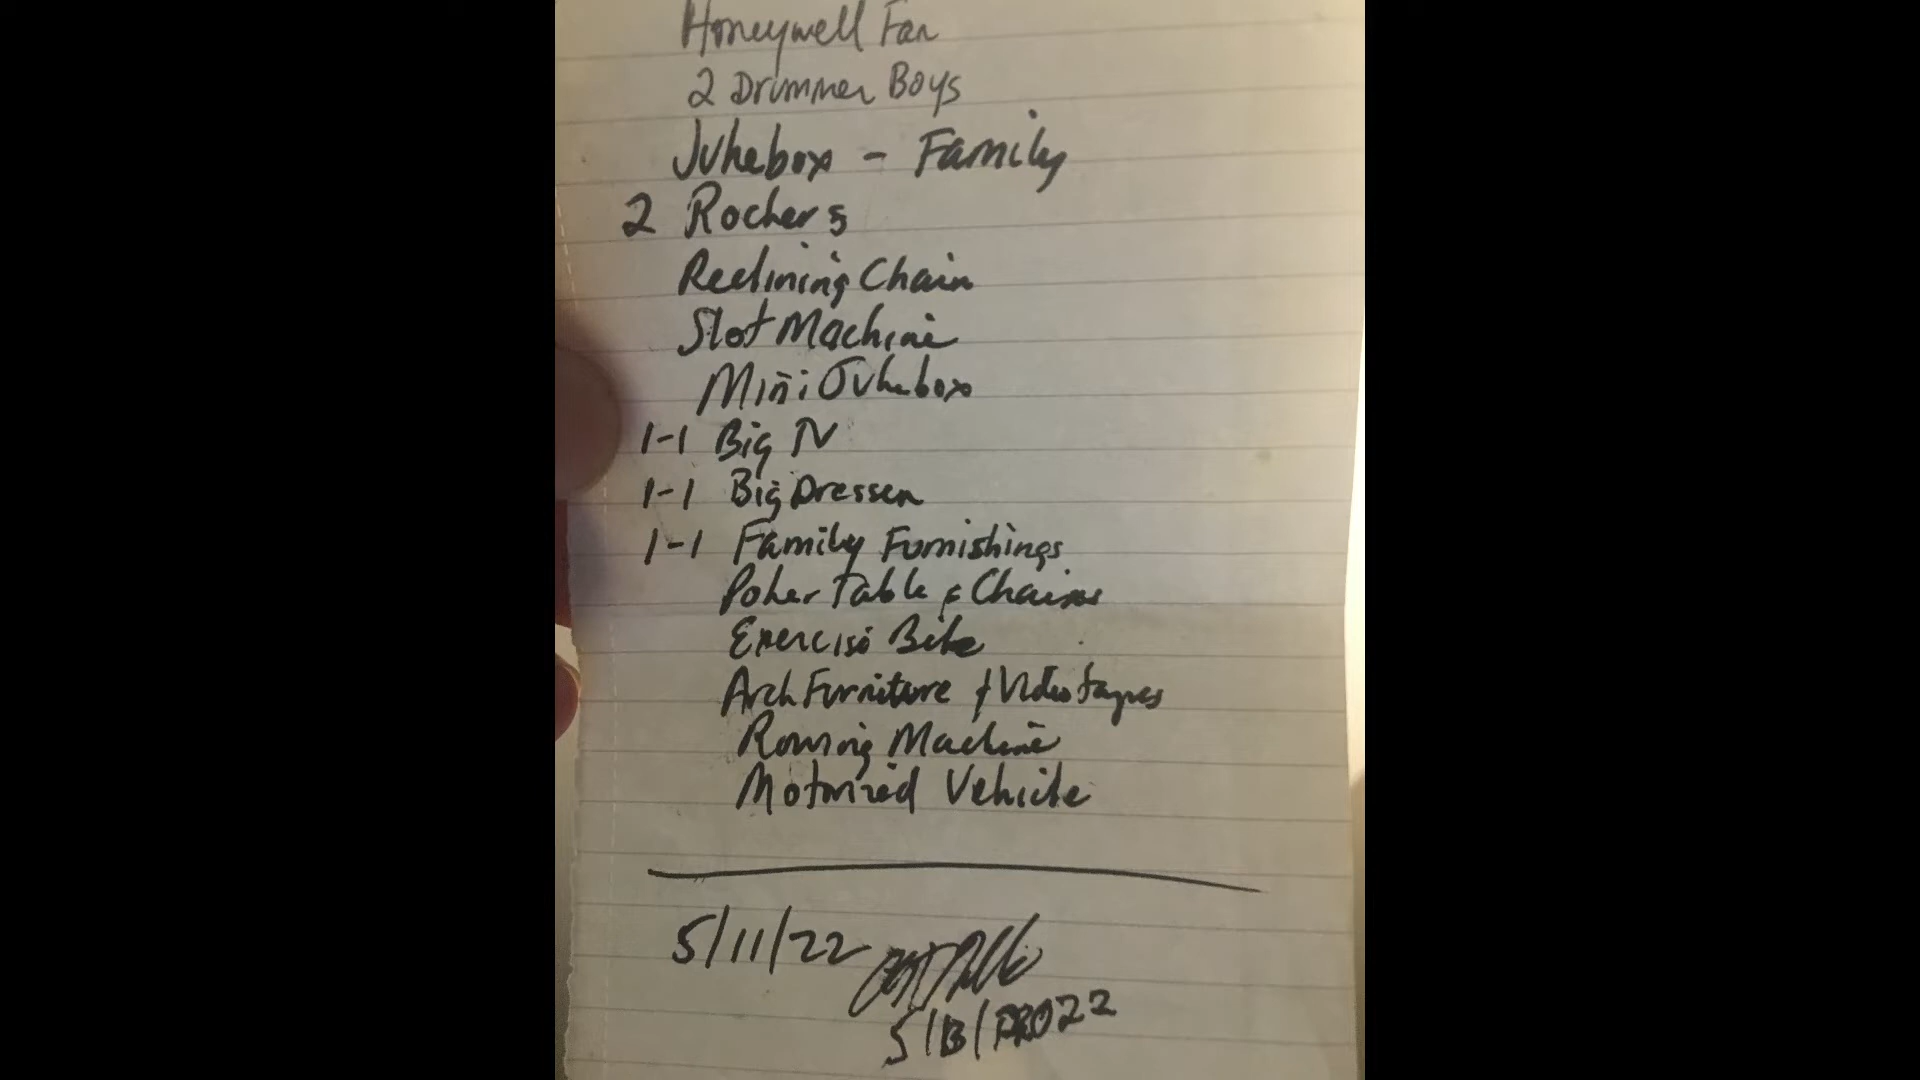 Honeywell Fan
2 Drummer Boys
Jukebox - Family
2 Rockers
Reclining Chair
Slot Machine
Mini Jukebox
1-1 Big TV
1-1 Big Dresser
1-1 Family Furnishings
Poker Table & Chairs
Exercise Bike
Arch Furniture & Videotapes
Rowing Machine
Motorized Vehicle
5/11/22